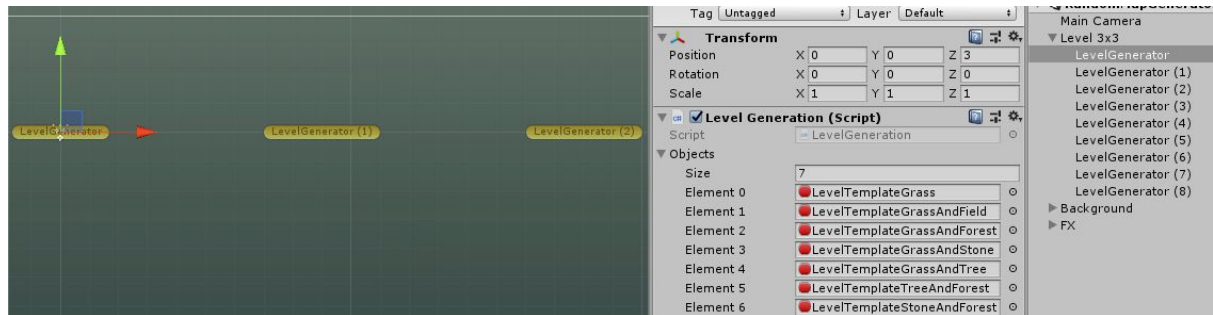 LevelGenerator
LevelGenerator (1)
LevelGenerator (2)
Tag Untagged Layer Default
Transform
Position X 0 Y 0 Z 3
Rotation X 0 Y 0 Z 0
Scale X 1 Y 1 Z 1
Level Generation (Script)
Script LevelGeneration
Objects
Size 7
Element 0 LevelTemplateGrass
Element 1 LevelTemplateGrassAndField
Element 2 LevelTemplateGrassAndForest
Element 3 LevelTemplateGrassAndStone
Element 4 LevelTemplateGrassAndTree
Element 5 LevelTemplateTreeAndForest
Element 6 LevelTemplateStoneAndForest
Main Camera
Level 3x3
LevelGenerator
LevelGenerator (1)
LevelGenerator (2)
LevelGenerator (3)
LevelGenerator (4)
LevelGenerator (5)
LevelGenerator (6)
LevelGenerator (7)
LevelGenerator (8)
Background
FX